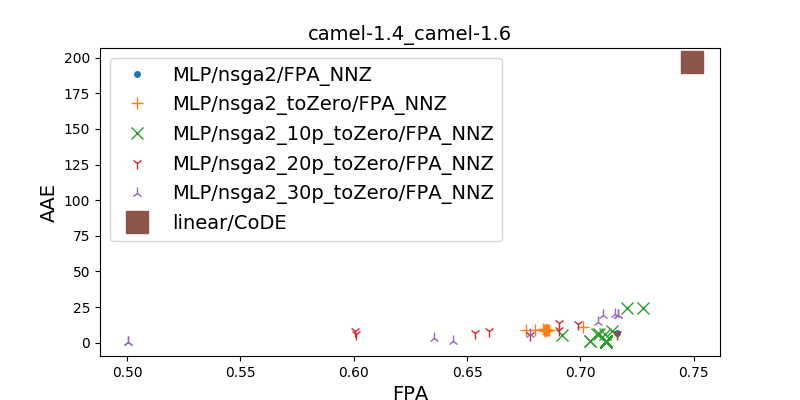 camel-1.4_camel-1.6
200
175
150
125
100
75
50
25
0
AAE
MLP/nsga2/FPA_NNZ
MLP/nsga2_toZero/FPA_NNZ
MLP/nsga2_10p_toZero/FPA_NNZ
MLP/nsga2_20p_toZero/FPA_NNZ
MLP/nsga2_30p_toZero/FPA_NNZ
linear/CoDE
0.50 0.55 0.60 0.65 0.70 0.75
FPA